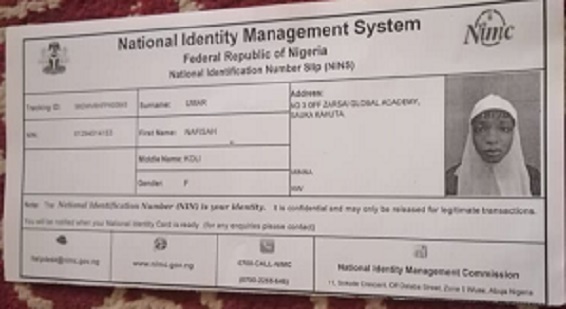 National Identity Management System
Federal Republic of Nigeria
National Identification Number Slip (NINS)
Nimc
Tracking ID:
Surname: UMAR
Address:
NO 3 OFF ZARSAI GLOBAL ACADEMY,
NIN:
First Name: NAFISAH
Middle Name: KOLI
Gender: F
Note: The National Identification Number (NIN) is your identity. It is confidential and may only be released for legitimate transactions.
You will be notified when your National Identity Card is ready (for any enquiries please contact)
helpdesk@nimc.gov.ng
www.nimc.gov.ng
0700-CALL-NIMC
(0700-2255-646)
National Identity Management Commission
11, Sokode Crescent, Off Dalaba Street, Zone 5 Wuse, Abuja Nigeria